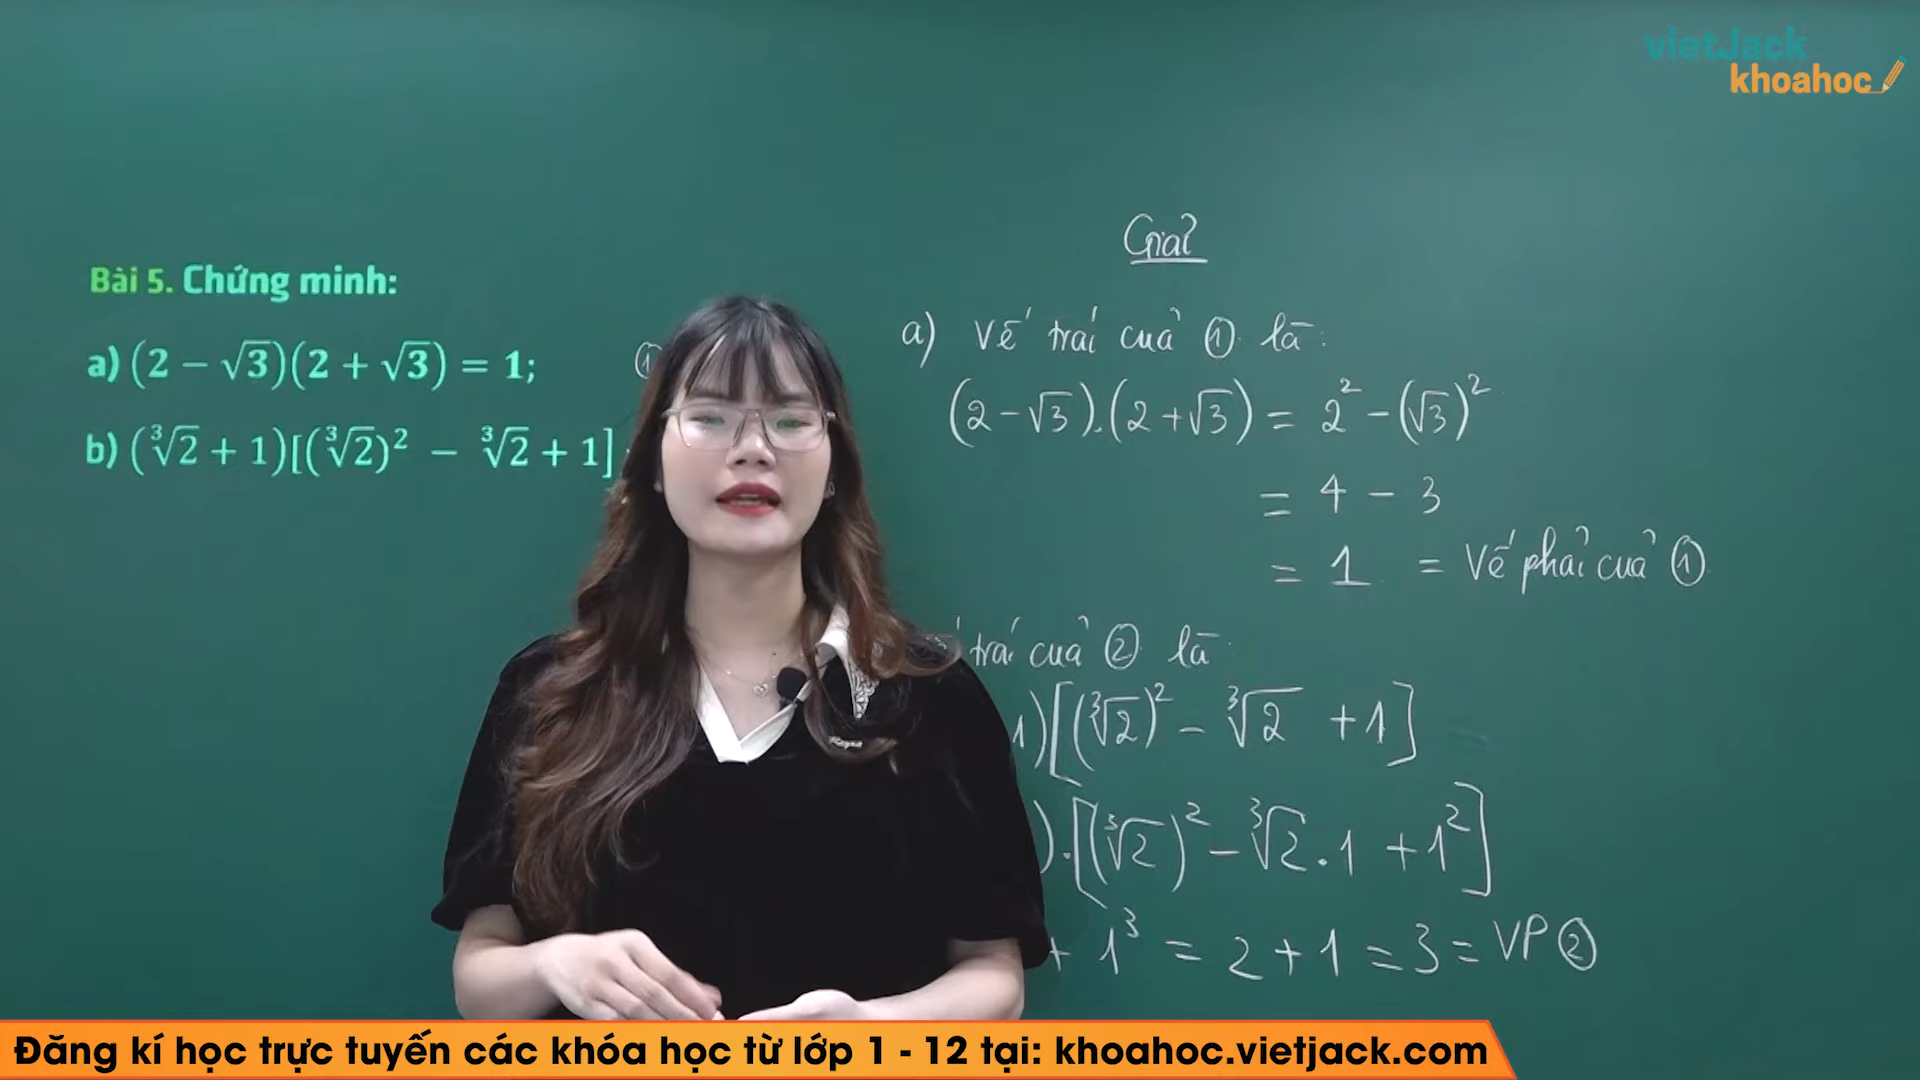 vietJack
khoahoc
Bài 5. Chứng minh:
a) (2 − √3)(2 + √3) = 1; ①
b) (∛2 + 1)[(∛2)² − ∛2 + 1]
Giải
a) Vế trái của ① là:
(2 − √3).(2 + √3) = 2² − (√3)²
= 4 − 3
= 1 = Vế phải của ①
trái của ② là
1)[(∛2)² − ∛2 + 1]
).[(∛2)² − ∛2 . 1 + 1²]
+ 1³ = 2 + 1 = 3 = VP ②
Đăng kí học trực tuyến các khóa học từ lớp 1 - 12 tại: khoahoc.vietjack.com